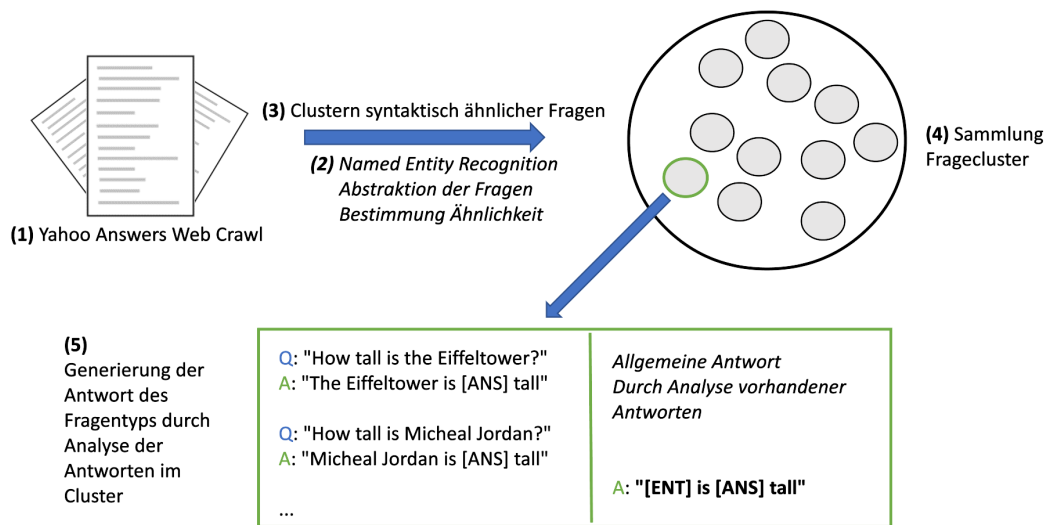 (3) Clustern syntaktisch ähnlicher Fragen
(2) Named Entity Recognition
Abstraktion der Fragen
Bestimmung Ähnlichkeit
(1) Yahoo Answers Web Crawl
(4) Sammlung
Fragecluster
(5)
Generierung der
Antwort des
Fragentyps durch
Analyse der
Antworten im
Cluster
Q: "How tall is the Eiffeltower?"
A: "The Eiffeltower is [ANS] tall"
Q: "How tall is Micheal Jordan?"
A: "Micheal Jordan is [ANS] tall"
...
Allgemeine Antwort
Durch Analyse vorhandener
Antworten
A: "[ENT] is [ANS] tall"